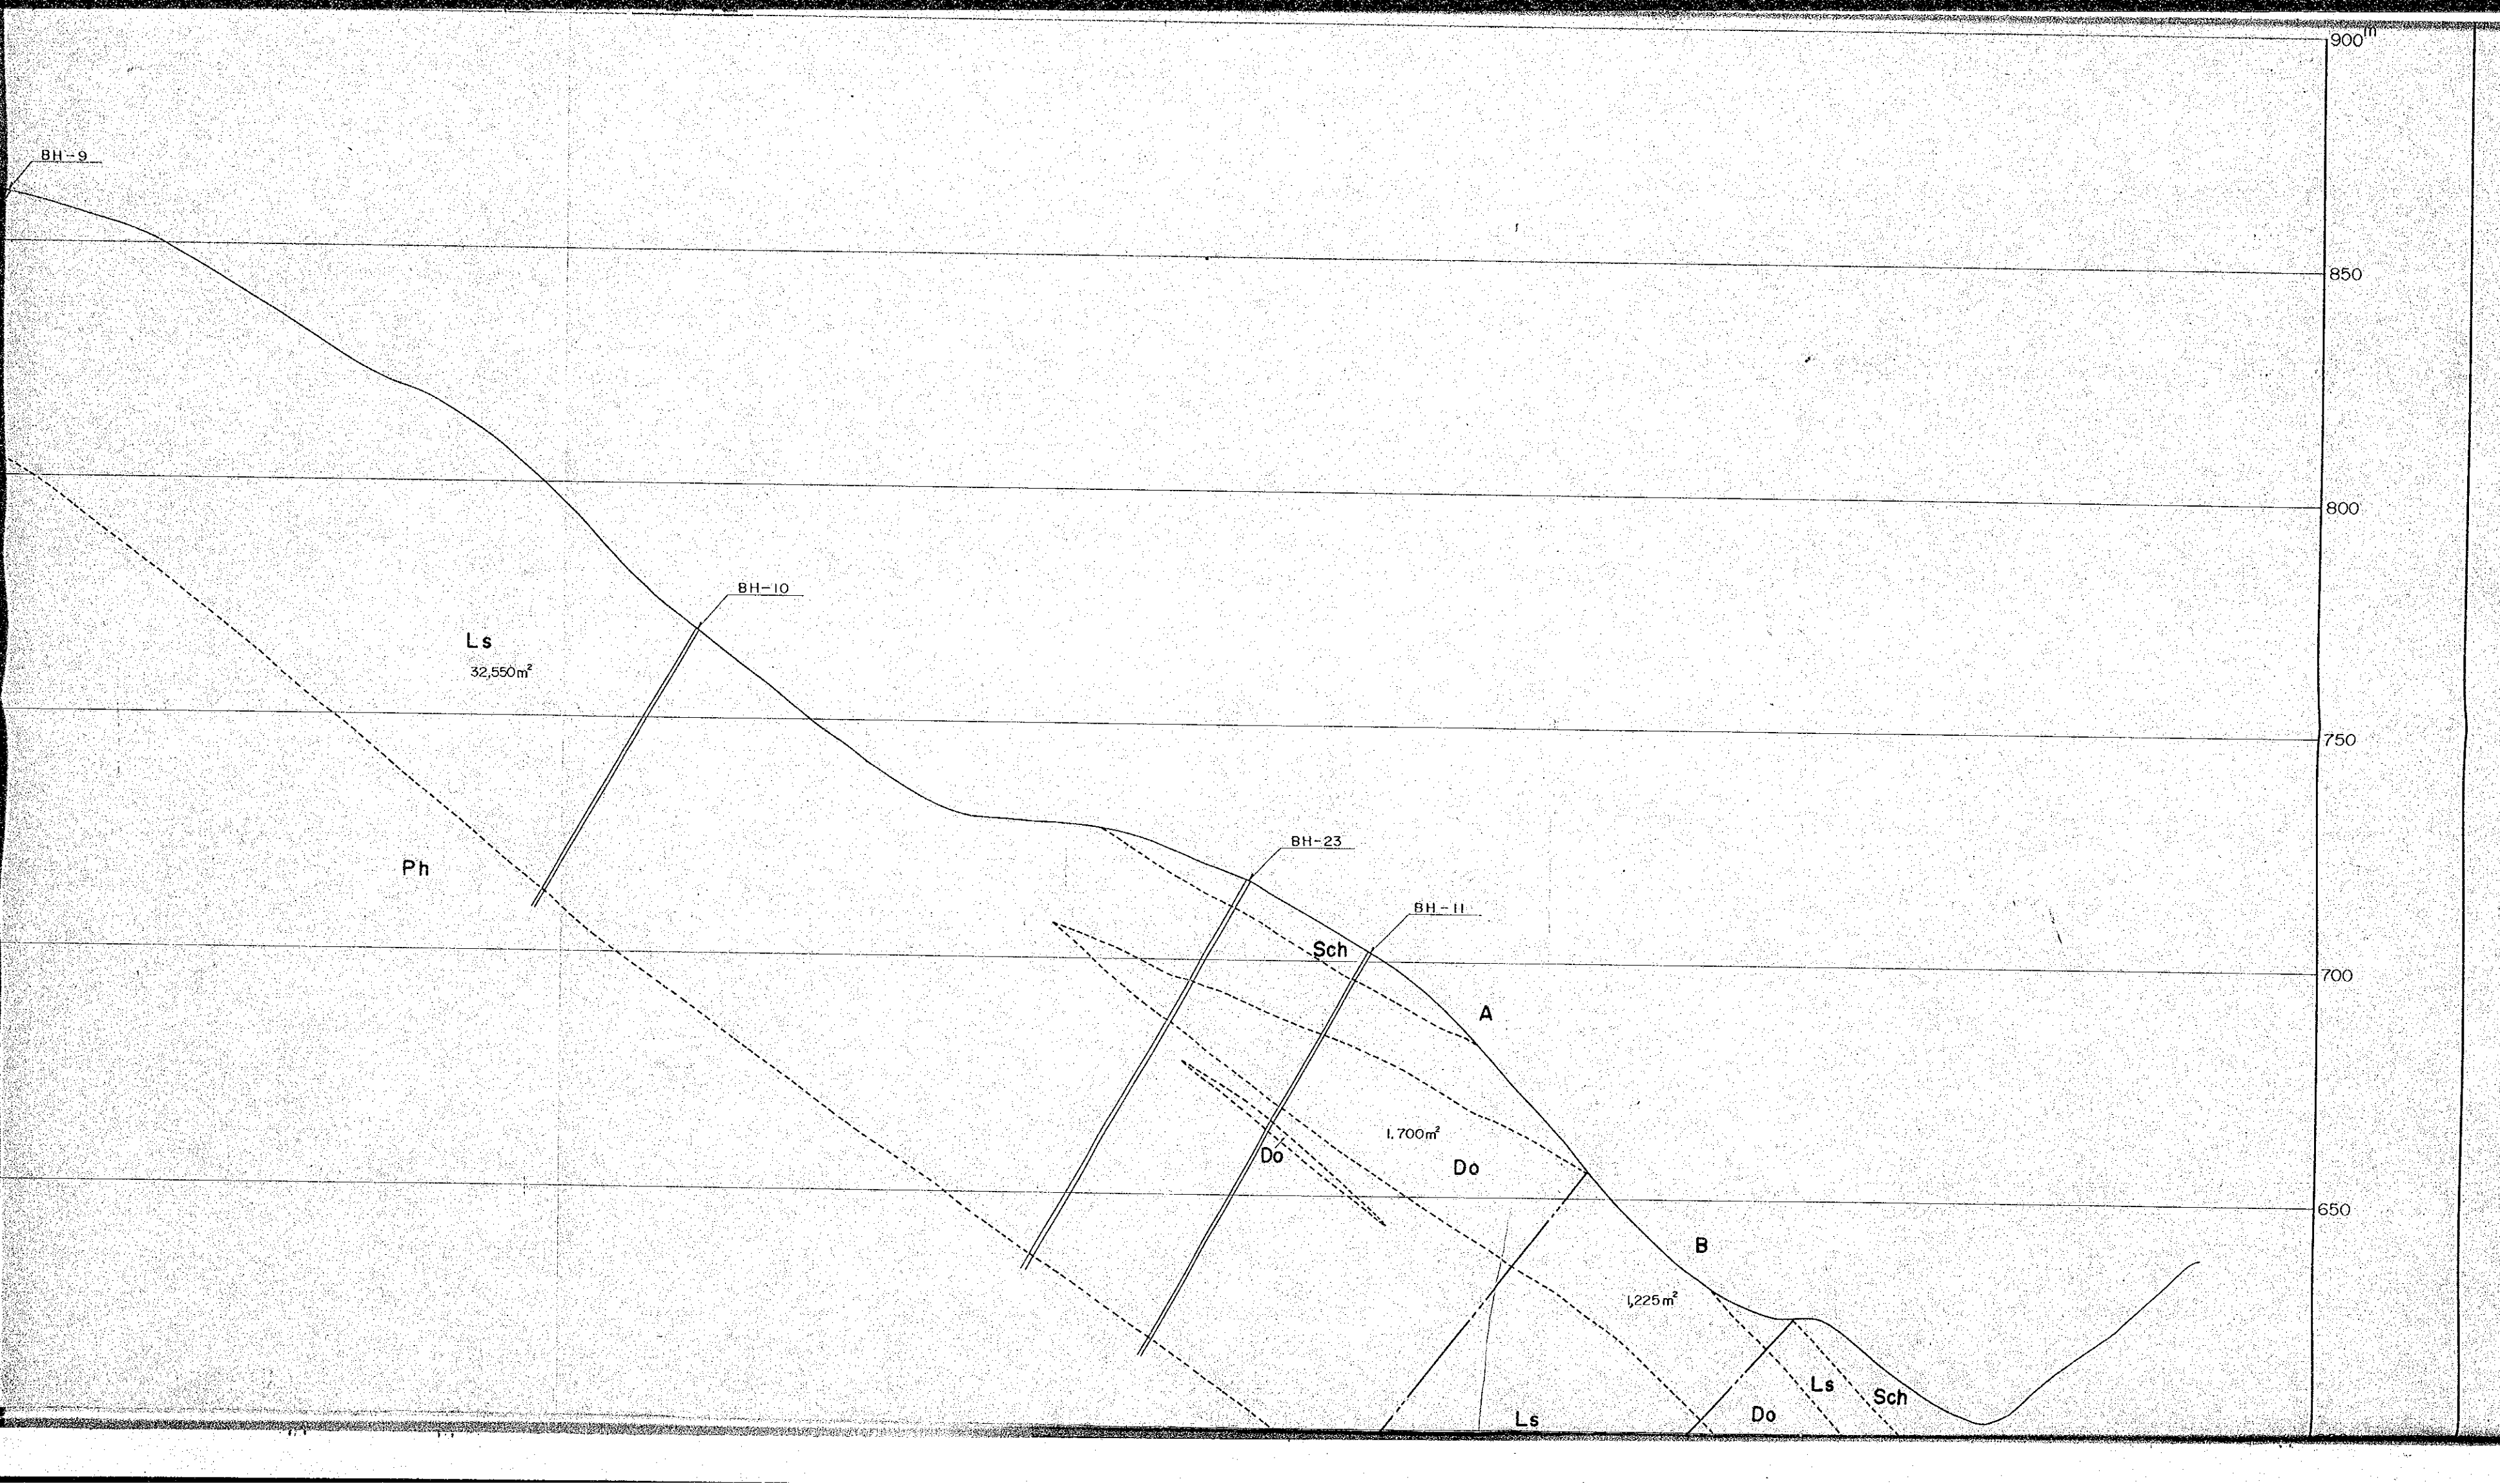 900m
BH-9
850
800
BH-10
Ls
32,550m²
750
BH-23
Ph
BH-11
Sch
700
A
1.700m²
Do
Do
650
B
1,225m²
Ls
Sch
Do
Ls